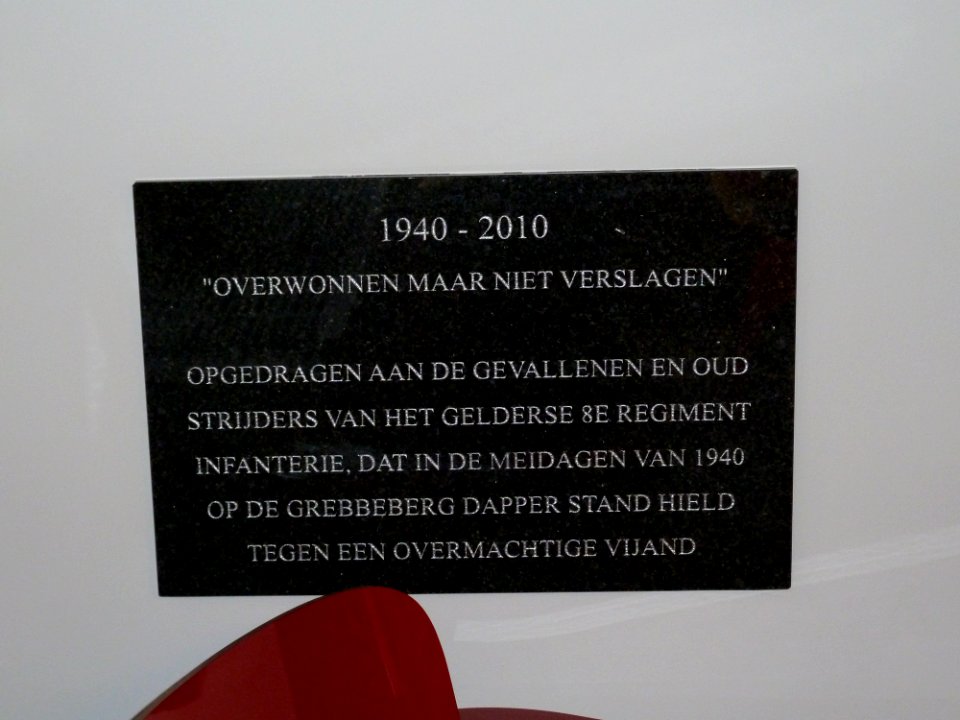 1940 - 2010
"OVERWONNEN MAAR NIET VERSLAGEN"
OPGEDRAGEN AAN DE GEVALLENEN EN OUD
STRIJDERS VAN HET GELDERSE 8E REGIMENT
INFANTERIE, DAT IN DE MEIDAGEN VAN 1940
OP DE GREBBEBERG DAPPER STAND HIELD
TEGEN EEN OVERMACHTIGE VIJAND